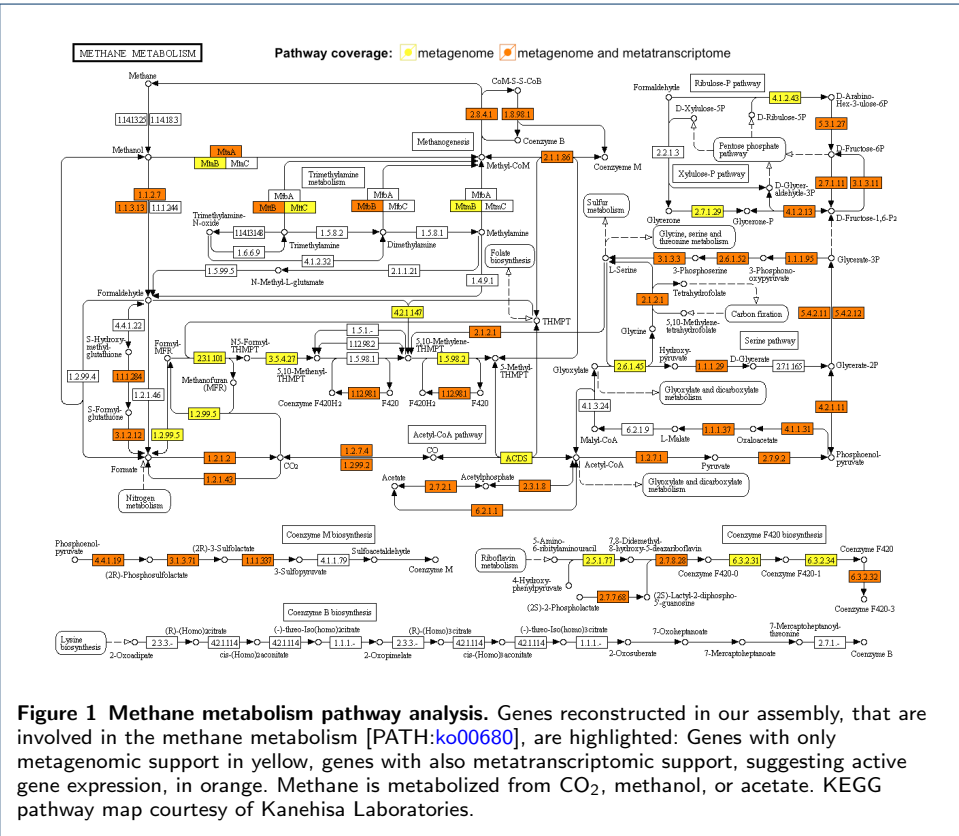 METHANE METABOLISM
Pathway coverage: metagenome metagenome and metatranscriptome
Methane
1.14.13.25 1.14.18.3
Methanol
MtaA
MtaB MtaC
1.1.2.7
1.1.3.13 1.1.1.244
CoM-S-S-CoB
2.8.4.1 1.8.98.1
Coenzyme B
Methanogenesis
Methyl-CoM
2.1.1.86
Coenzyme M
Trimethylamine
metabolism
MtbA
MttB MttC
MtbA
MtbB MtbC
MtbA
MtmB MtmC
Trimethylamine
N-oxide
1.14.13.148
Trimethylamine
1.5.8.2
Dimethylamine
1.5.8.1
Methylamine
1.6.6.9
4.1.2.32
1.5.99.5
N-Methyl-L-glutamate
2.1.1.21
1.4.9.1
Folate
biosynthesis
Formaldehyde
4.2.1.147
THMPT
4.4.1.22
S-Hydroxy-
methyl-
glutathione
Formyl-
MFR
2.3.1.101
N5-Formyl-
THMPT
3.5.4.27
5,10-Methenyl-
THMPT
1.5.1.-
1.12.98.2
1.5.98.1
5,10-Methylene-
THMPT
2.1.2.1
1.5.98.2
5-Methyl-
THMPT
1.2.99.4
1.1.1.284
1.2.1.46
Methanofuran
(MFR)
Coenzyme F420H2
1.12.98.1
F420
F420H2
1.12.98.1
F420
S-Formyl-
glutathione
1.2.99.5
3.1.2.12
1.2.99.5
Formate
1.2.1.2
CO2
1.2.1.43
1.2.7.4
1.2.99.2
CO
Acetyl-CoA pathway
ACDS
Acetyl-CoA
Nitrogen
metabolism
Acetate
2.7.2.1
Acetylphosphate
2.3.1.8
6.2.1.1
Formaldehyde
Ribulose-P pathway
4.1.2.43
D-Arabino-
Hex-3-ulose-6P
D-Xylulose-5P
D-Ribulose-5P
5.3.1.27
2.2.1.3
Pentose phosphate
pathway
D-Fructose-6P
Xylulose-P pathway
D-Glycer-
aldehyde-3P
2.7.1.11 3.1.3.11
Sulfur
metabolism
Glycerone
2.7.1.29
Glycerone-P
4.1.2.13
D-Fructose-1,6-P2
Glycine, serine and
threonine metabolism
L-Serine
3.1.3.3
3-Phosphoserine
2.6.1.52
3-Phosphono-
oxypyruvate
1.1.1.95
Glycerate-3P
Tetrahydrofolate
2.1.2.1
Carbon fixation
5.4.2.11 5.4.2.12
5,10-Methylene-
tetrahydrofolate
Glycine
Serine pathway
Glyoxylate
2.6.1.45
Hydroxy-
pyruvate
1.1.1.29
D-Glycerate
2.7.1.165
Glycerate-2P
Glyoxylate and dicarboxylate
metabolism
4.1.3.24
4.2.1.11
Malyl-CoA
6.2.1.9
L-Malate
1.1.1.37
Oxaloacetate
4.1.1.31
1.2.7.1
Pyruvate
2.7.9.2
Phosphoenol-
pyruvate
Glyoxylate and dicarboxylate
metabolism
Coenzyme M biosynthesis
Phosphoenol-
pyruvate
4.4.1.19
(2R)-Phosphosulfolactate
3.1.3.71
(2R)-3-Sulfolactate
1.1.1.337
3-Sulfopyruvate
4.1.1.79
Sulfoacetaldehyde
Coenzyme M
Coenzyme F420 biosynthesis
Riboflavin
metabolism
5-Amino-
6-ribitylaminouracil
2.5.1.77
7,8-Didemethyl-
8-hydroxy-5-deazariboflavin
2.7.8.28
Coenzyme F420-0
6.3.2.31
Coenzyme F420-1
6.3.2.34
Coenzyme F420
6.3.2.32
Coenzyme F420-3
4-Hydroxy-
phenylpyruvate
(2S)-2-Phospholactate
2.7.7.68
(2S)-Lactyl-2-diphospho-
5'-guanosine
Coenzyme B biosynthesis
Lysine
biosynthesis
2-Oxoadipate
2.3.3.-
(R)-(Homo)2citrate
4.2.1.114
cis-(Homo)2aconitate
4.2.1.114
(-)-threo-Iso(homo)2citrate
1.1.1.-
2-Oxopimelate
2.3.3.-
(R)-(Homo)3citrate
4.2.1.114
cis-(Homo)3aconitate
4.2.1.114
(-)-threo-Iso(homo)3citrate
1.1.1.-
2-Oxosuberate
7-Oxoheptanoate
7-Mercaptoheptanoate
7-Mercaptoheptanoyl-
threonine
2.7.1.-
Coenzyme B
Figure 1 Methane metabolism pathway analysis. Genes reconstructed in our assembly, that are
involved in the methane metabolism [PATH:ko00680], are highlighted: Genes with only
metagenomic support in yellow, genes with also metatranscriptomic support, suggesting active
gene expression, in orange. Methane is metabolized from CO2, methanol, or acetate. KEGG
pathway map courtesy of Kanehisa Laboratories.